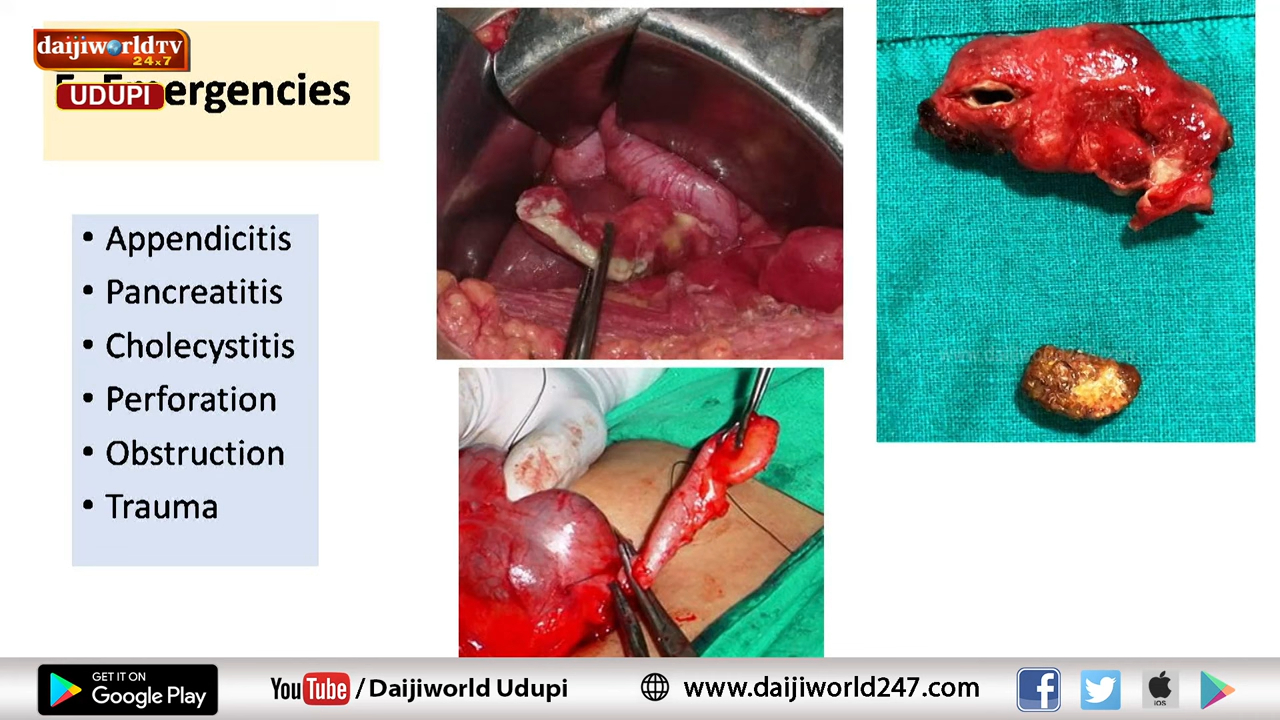 daijiworldTV
24x7
UDUPI
Emergencies
• Appendicitis
• Pancreatitis
• Cholecystitis
• Perforation
• Obstruction
• Trauma
GET IT ON
Google Play
YouTube / Daijiworld Udupi
www.daijiworld247.com
iOS